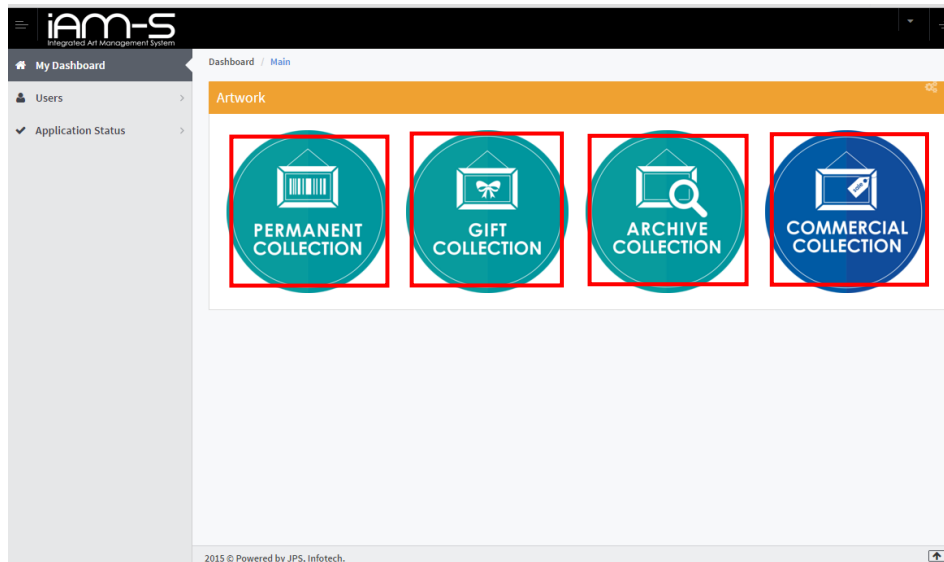 iAM-S
Integrated Art Management System
My Dashboard
Users
Application Status
Dashboard / Main
Artwork
PERMANENT
COLLECTION
GIFT
COLLECTION
ARCHIVE
COLLECTION
COMMERCIAL
COLLECTION
sale
2015 © Powered by JPS, Infotech.